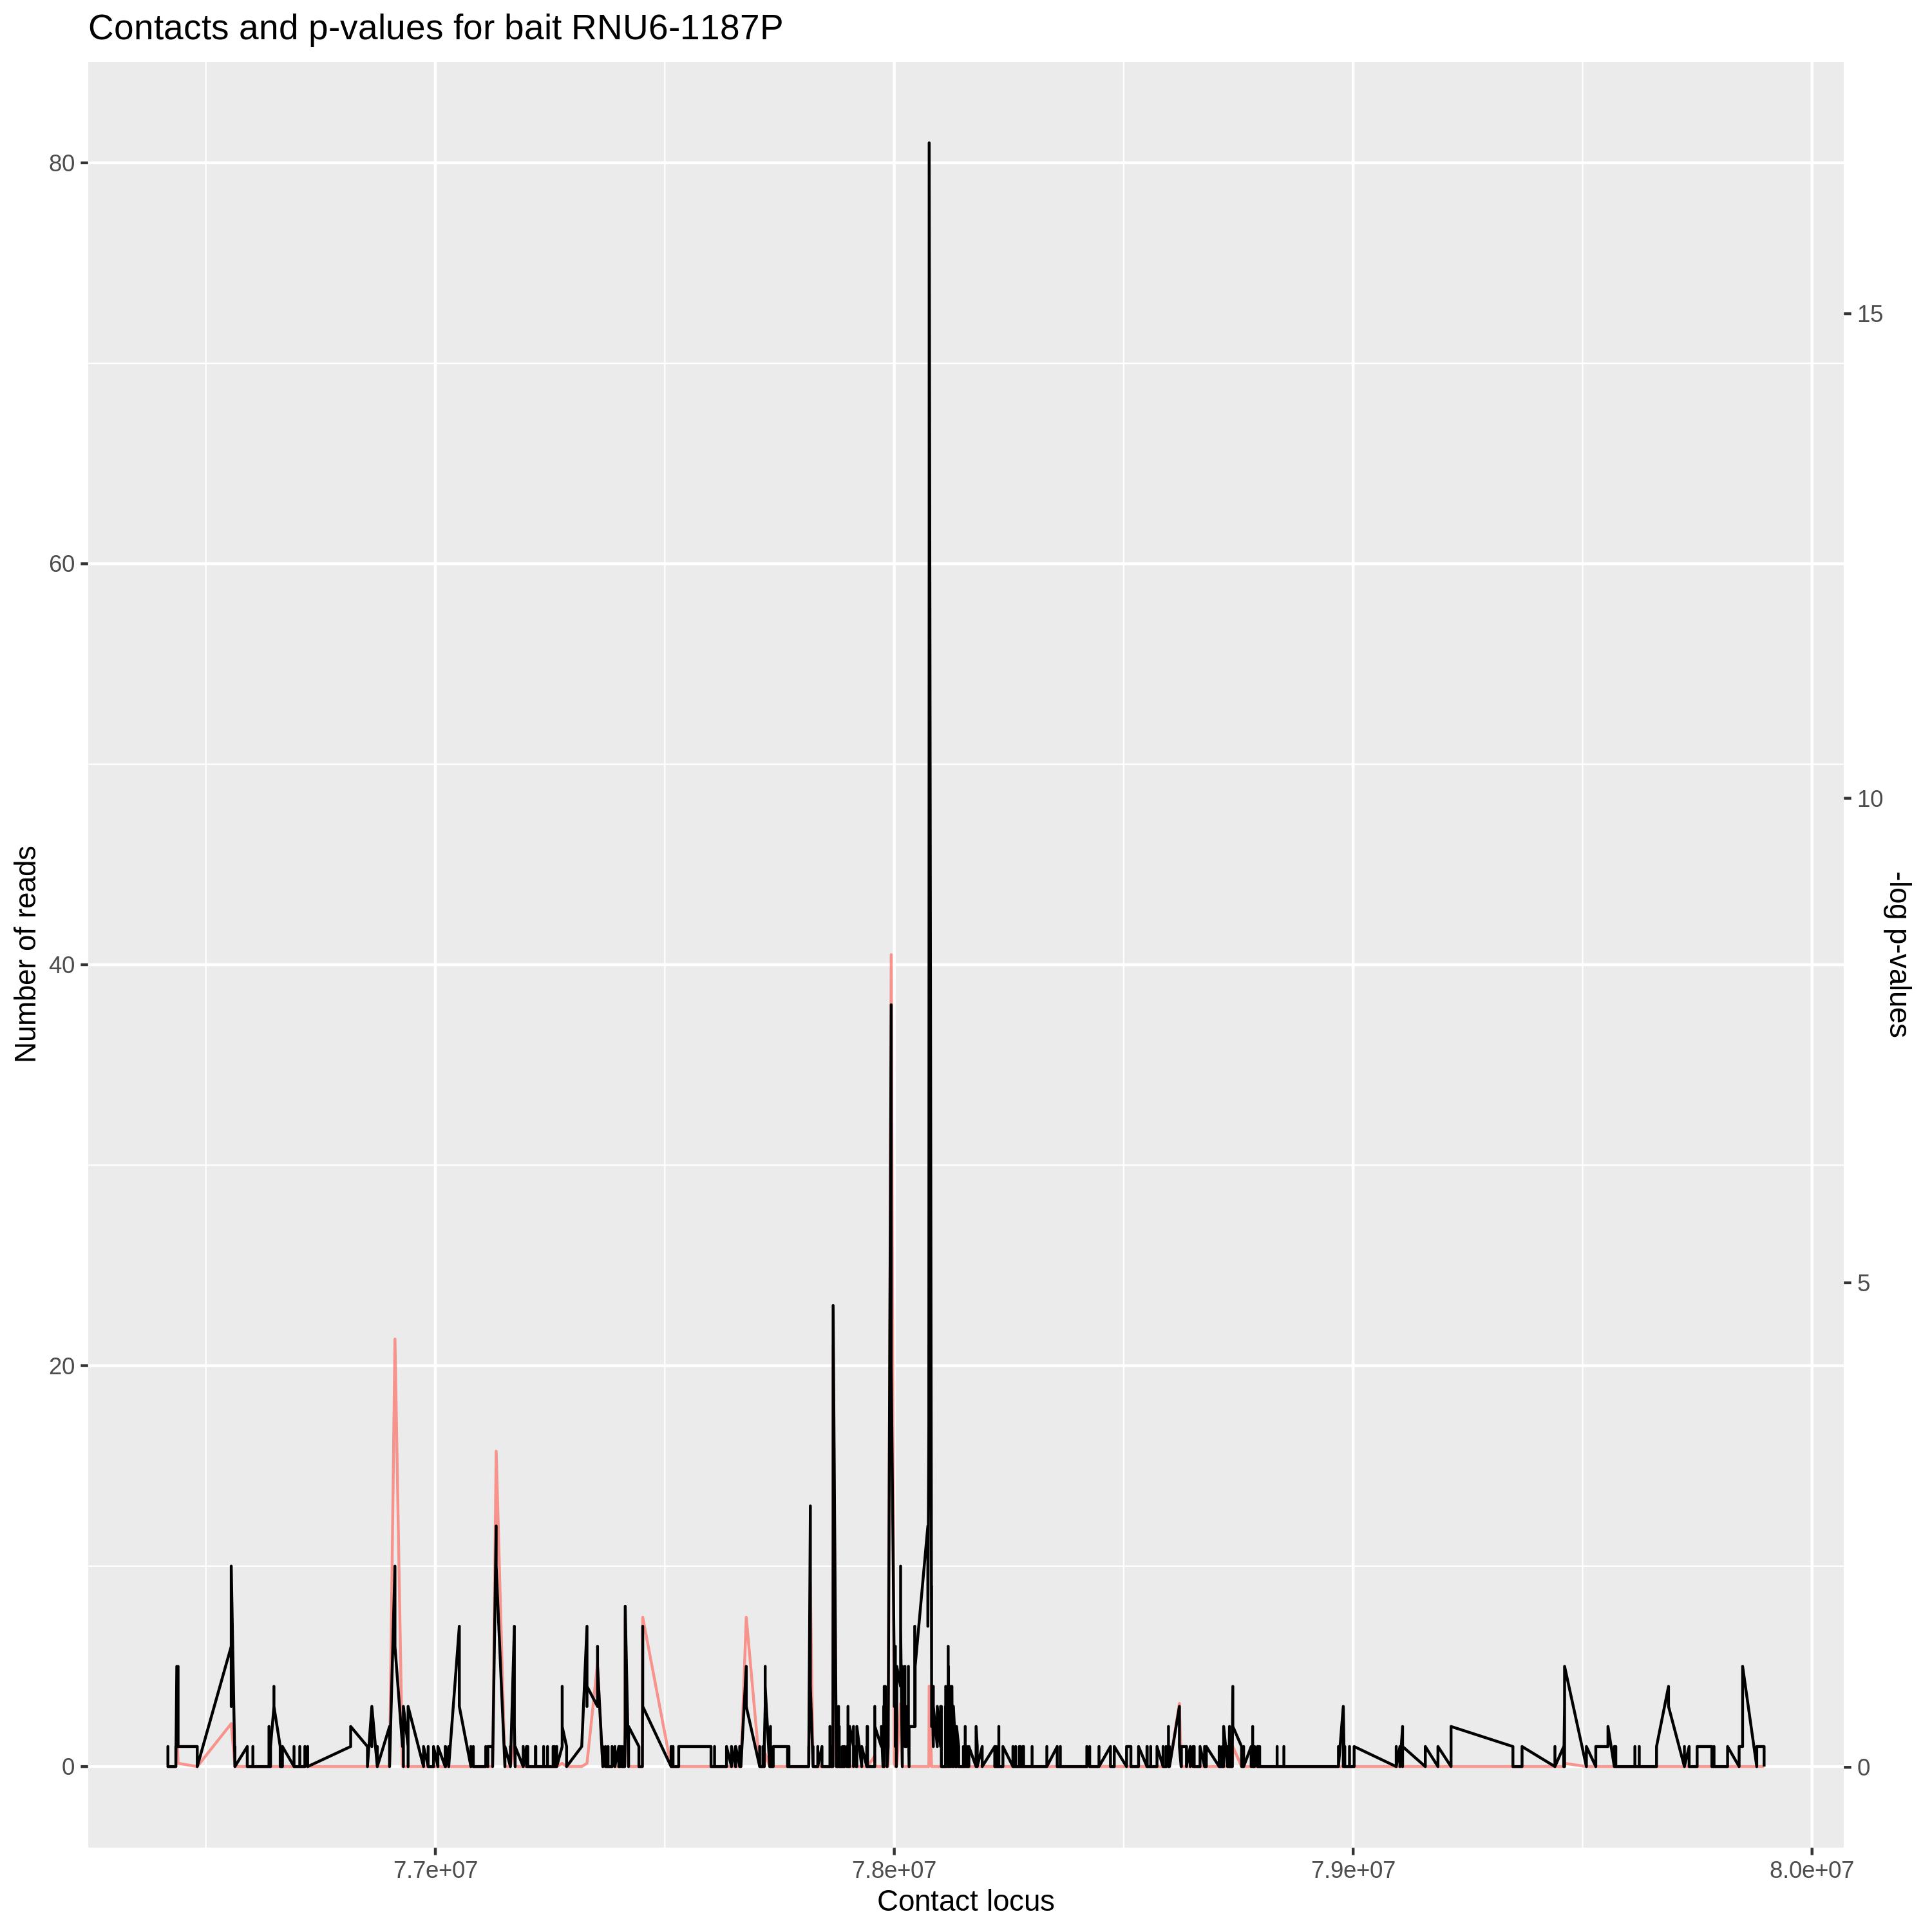 Contacts and p-values for bait RNU6-1187P
80
60
40
20
0
Number of reads
15
10
5
0
-log p-values
7.7e+07
7.8e+07
7.9e+07
8.0e+07
Contact locus